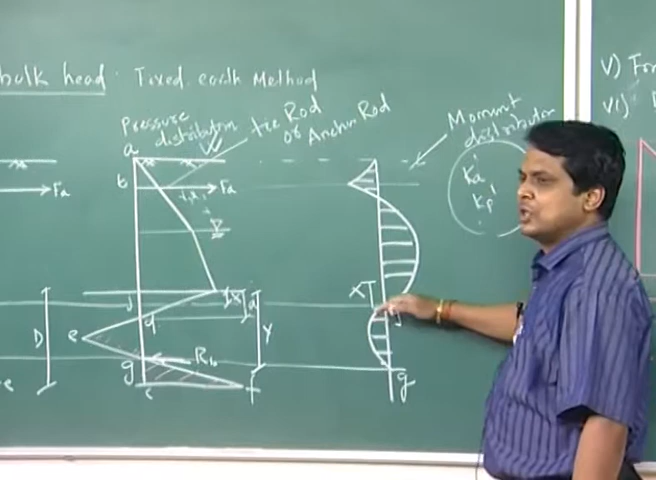 bulk head : Fixed earth Method
V) For
VI)
Pressure
distribution
tie Rod
or Anchor Rod
Moment
distribution
a
b
Fa
Fa
Ka'
Kp'
X
j
d
D
e
Y
g
Rb
c
f
g